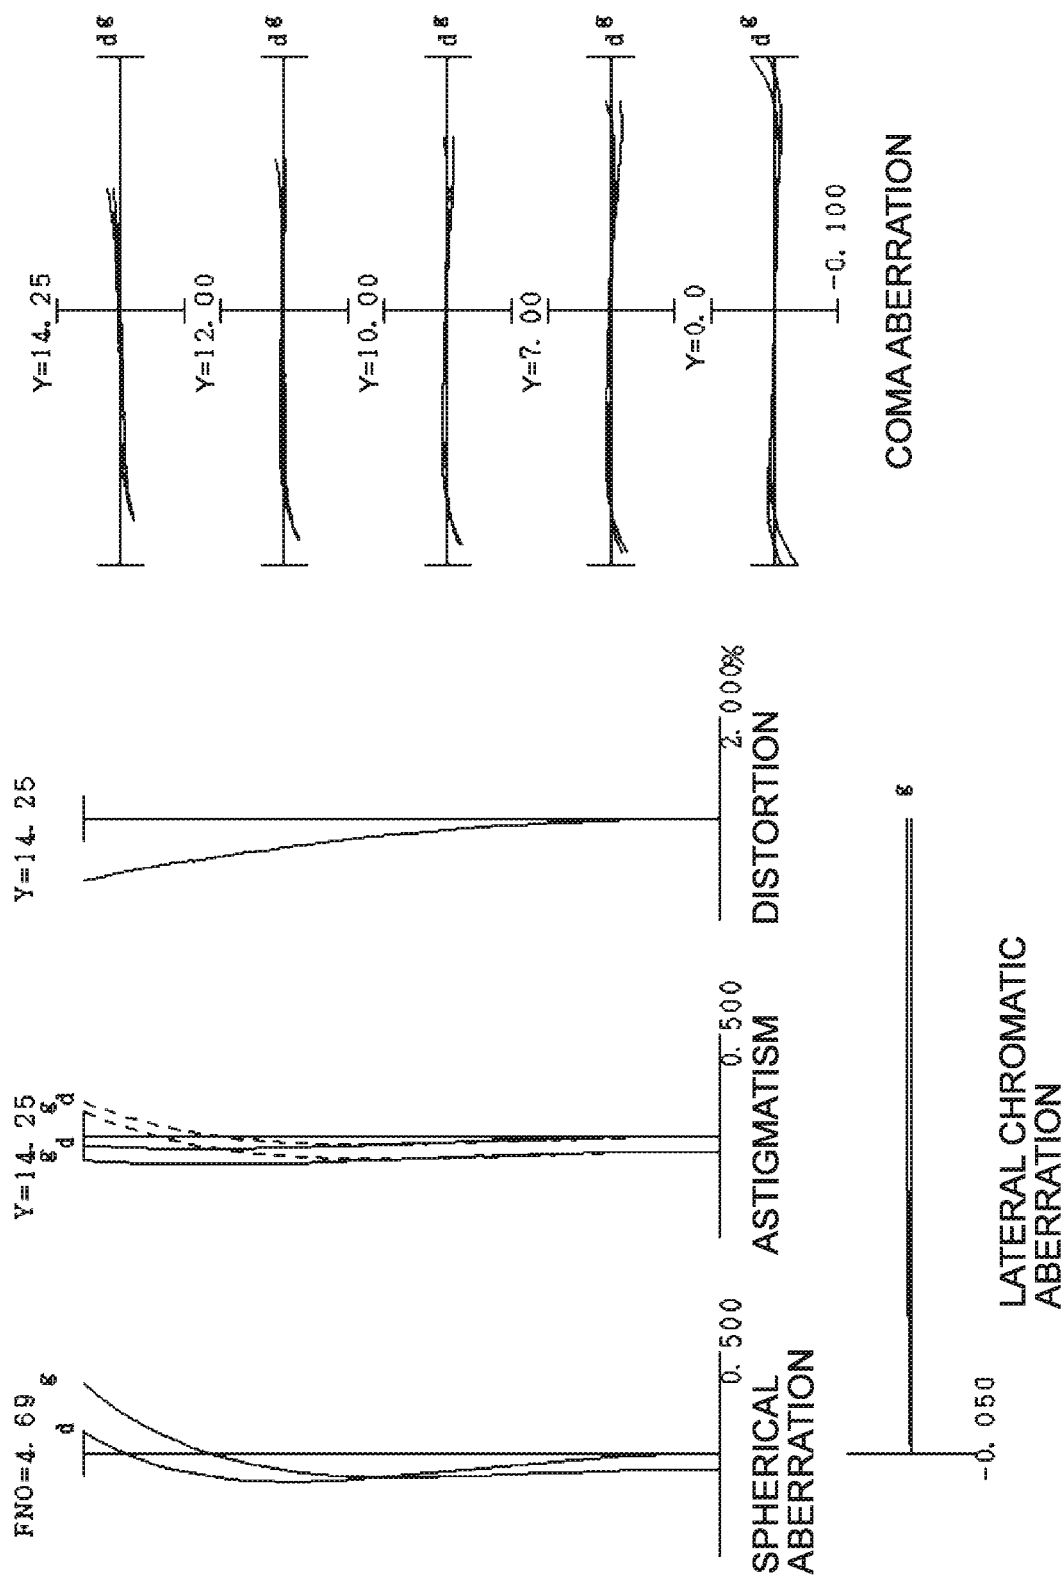 FNO=4.69
g
d
0.500
SPHERICAL
ABERRATION
Y=14.25
g
d
g
d
0.500
ASTIGMATISM
Y=14.25
2.000%
DISTORTION
Y=14.25
d g
Y=12.00
d g
Y=10.00
d g
Y=7.00
d g
Y=0.0
d g
-0.100
COMA ABERRATION
g
-0.050
LATERAL CHROMATIC
ABERRATION